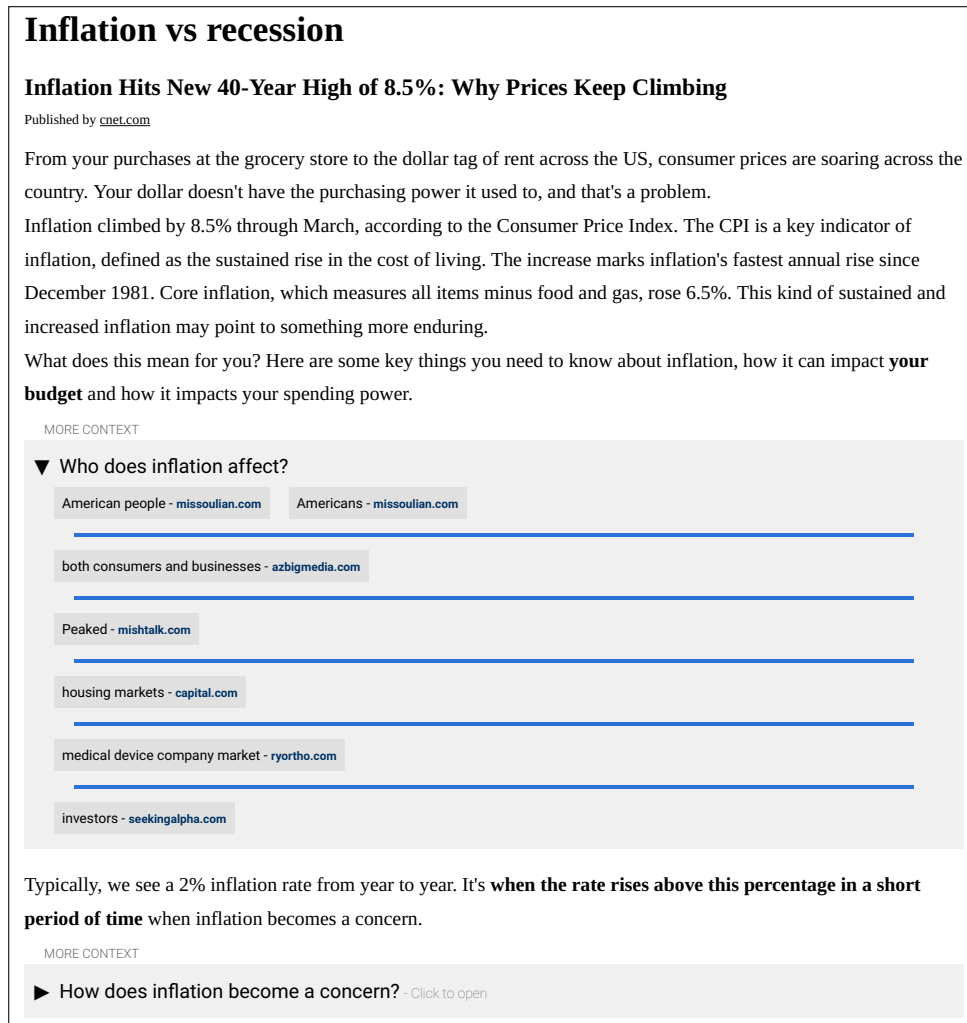 Inflation vs recession
Inflation Hits New 40-Year High of 8.5%: Why Prices Keep Climbing
Published by cnet.com
From your purchases at the grocery store to the dollar tag of rent across the US, consumer prices are soaring across the
country. Your dollar doesn't have the purchasing power it used to, and that's a problem.
Inflation climbed by 8.5% through March, according to the Consumer Price Index. The CPI is a key indicator of
inflation, defined as the sustained rise in the cost of living. The increase marks inflation's fastest annual rise since
December 1981. Core inflation, which measures all items minus food and gas, rose 6.5%. This kind of sustained and
increased inflation may point to something more enduring.
What does this mean for you? Here are some key things you need to know about inflation, how it can impact your
budget and how it impacts your spending power.
MORE CONTEXT
▼ Who does inflation affect?
American people - missoulian.com Americans - missoulian.com
both consumers and businesses - azbigmedia.com
Peaked - mishtalk.com
housing markets - capital.com
medical device company market - ryortho.com
investors - seekingalpha.com
Typically, we see a 2% inflation rate from year to year. It's when the rate rises above this percentage in a short
period of time when inflation becomes a concern.
MORE CONTEXT
▶ How does inflation become a concern? - Click to open